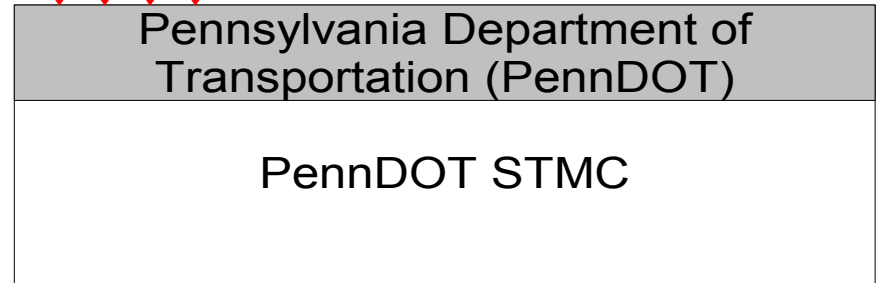 Pennsylvania Department of
Transportation (PennDOT)
PennDOT STMC